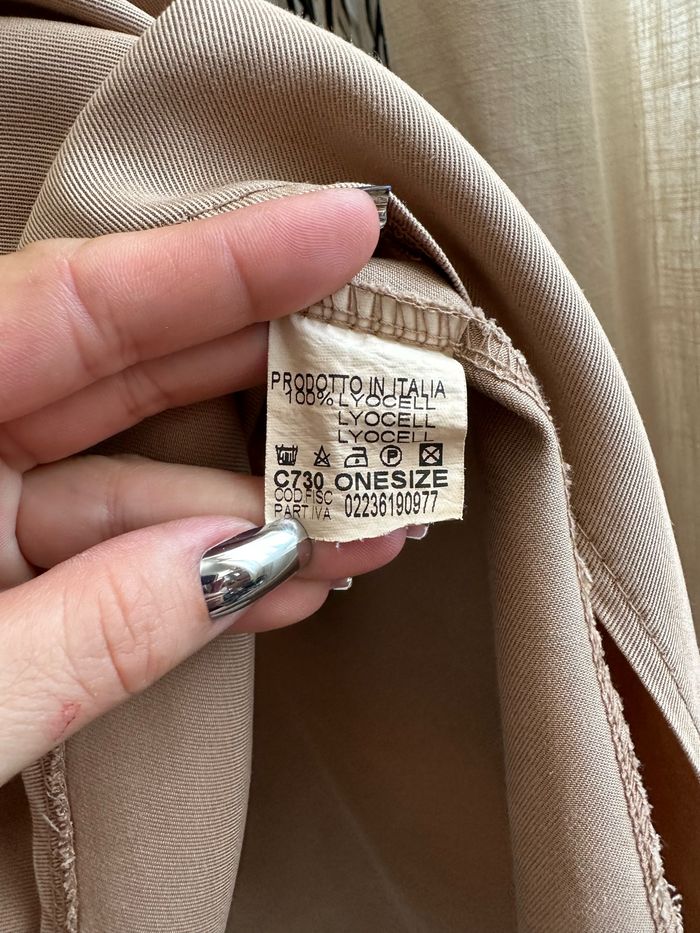 PRODOTTO IN ITALIA
100% LYOCELL
LYOCELL
LYOCELL
P
C730 ONESIZE
COD.FISC
PART.IVA 02236190977